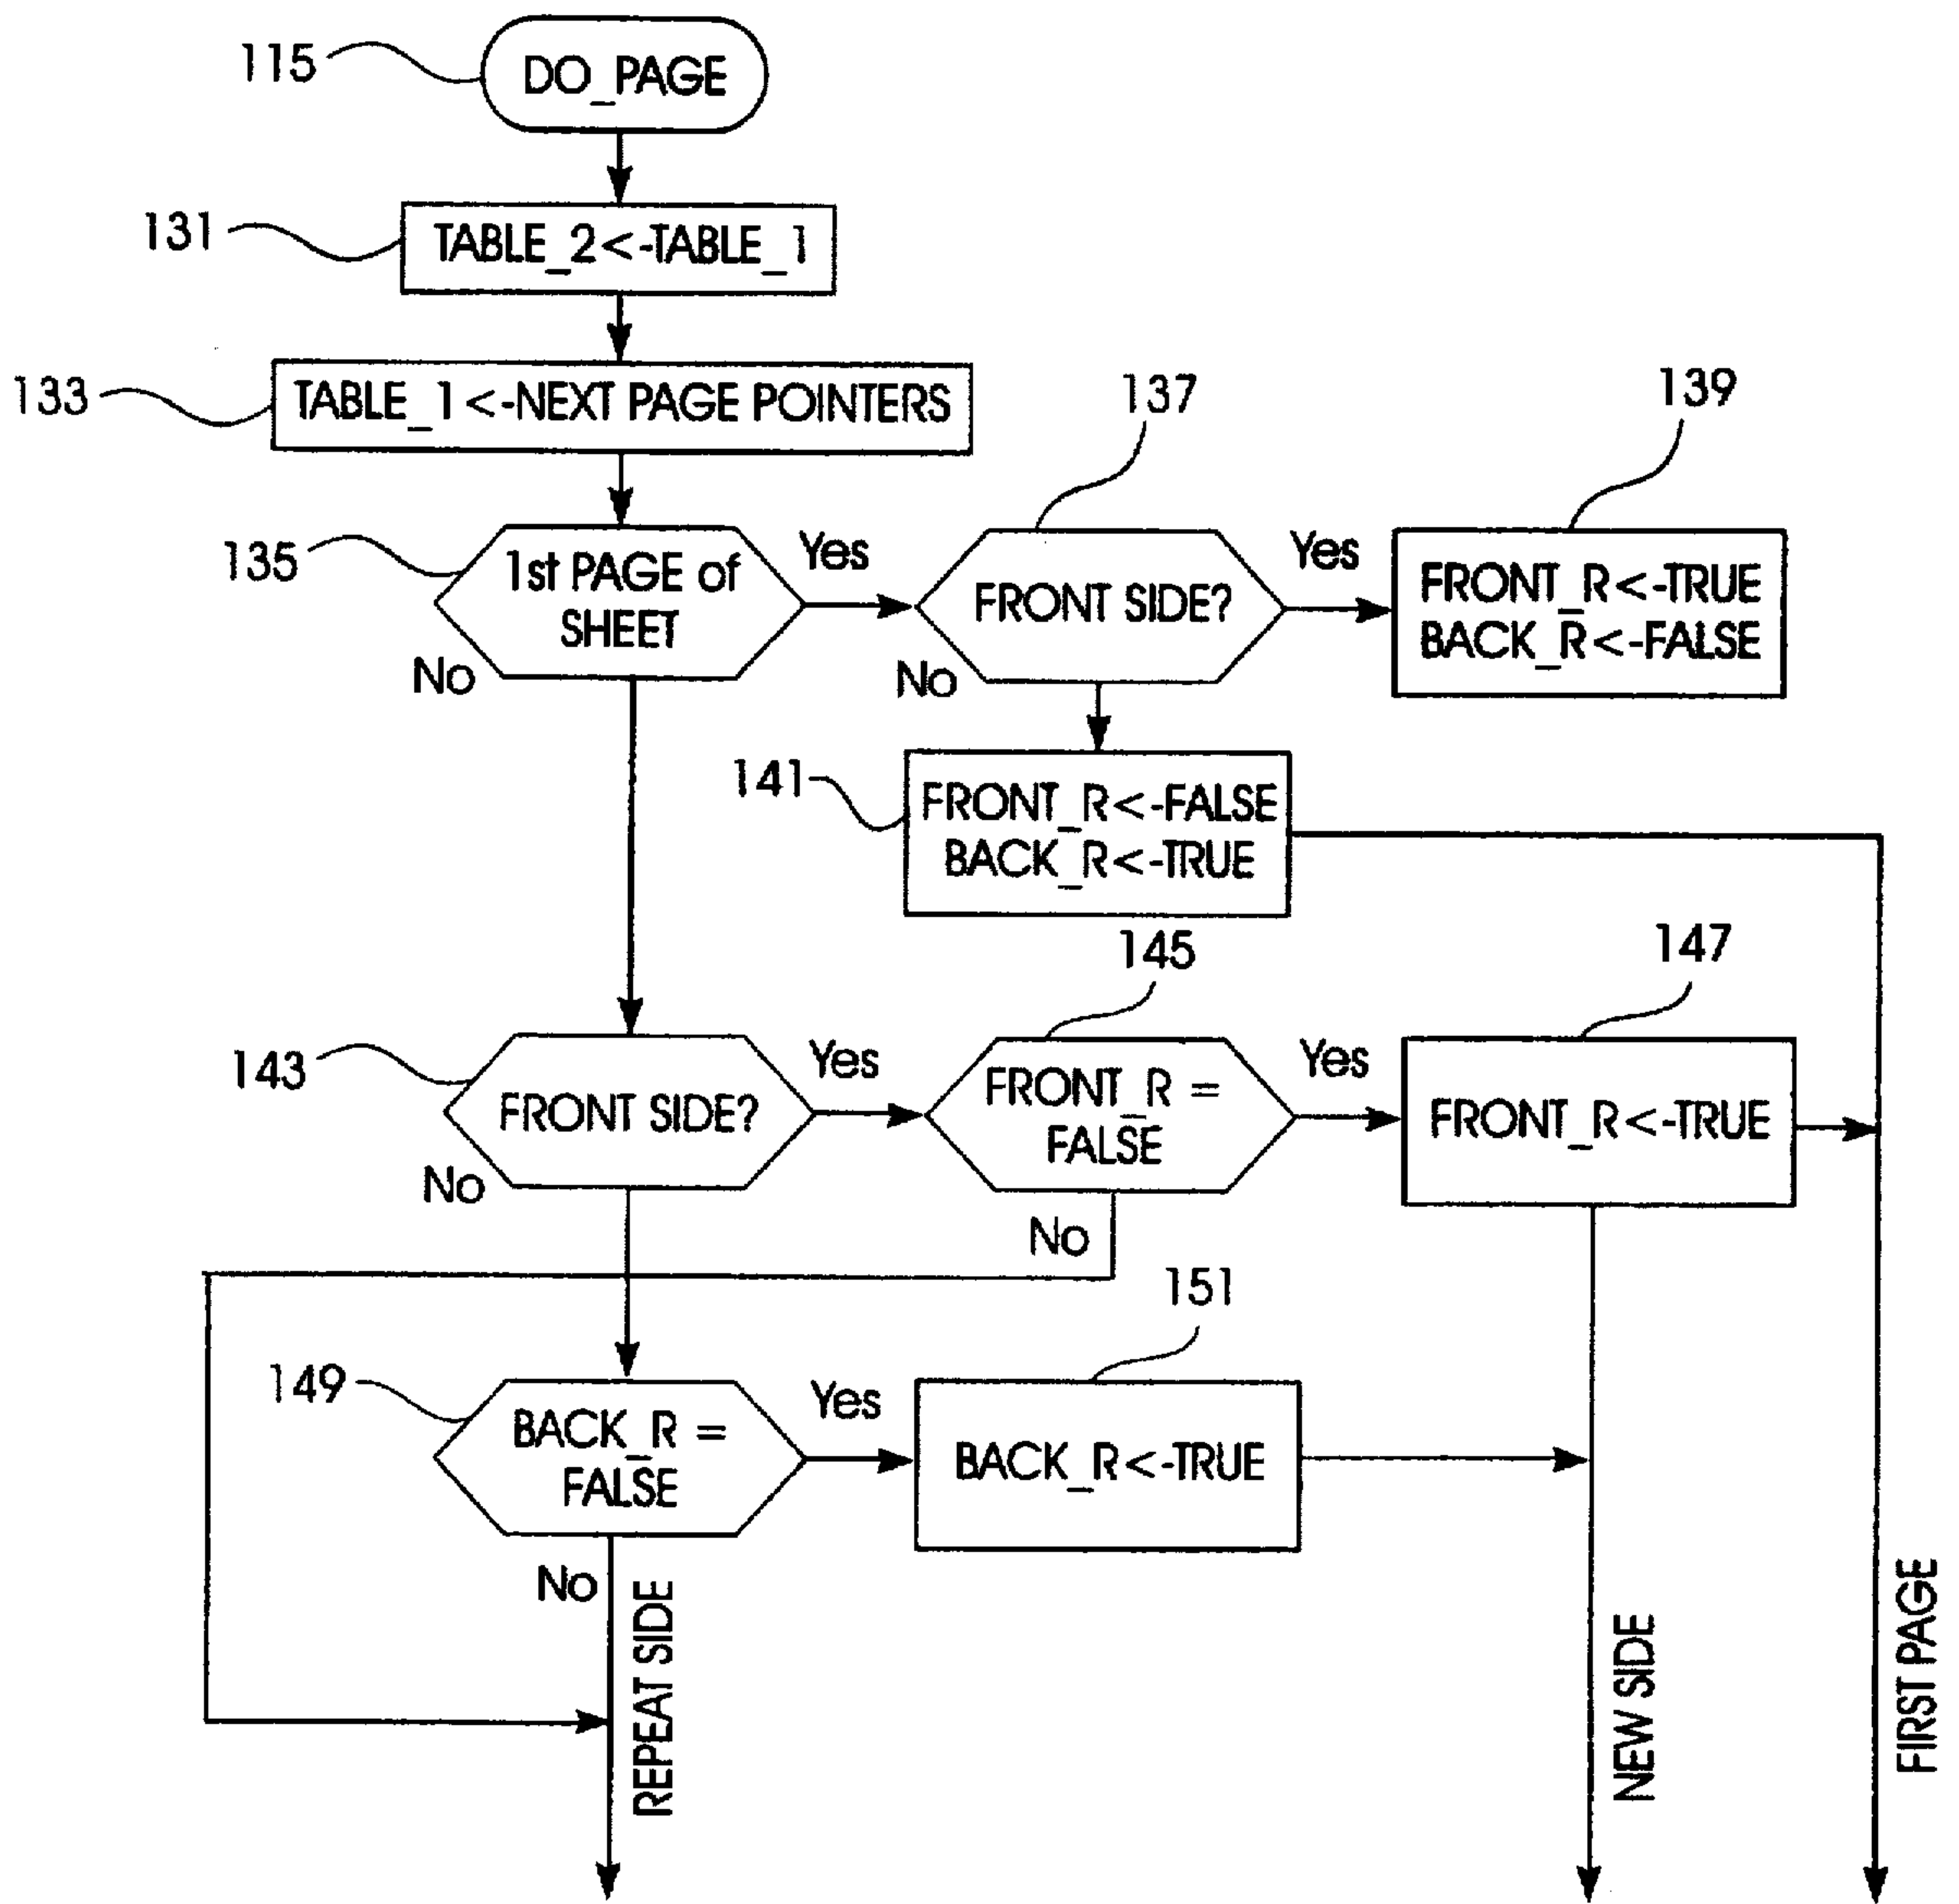 115
DO_PAGE
131
TABLE_2<-TABLE_1
133
TABLE_1<-NEXT PAGE POINTERS
137
139
135
1st PAGE of
SHEET
Yes
No
FRONT SIDE?
Yes
No
FRONT_R<-TRUE
BACK_R<-FALSE
141
FRONT_R<-FALSE
BACK_R<-TRUE
145
147
143
FRONT SIDE?
Yes
No
FRONT_R =
FALSE
Yes
No
FRONT_R<-TRUE
151
149
BACK_R =
FALSE
Yes
No
BACK_R<-TRUE
REPEAT SIDE
NEW SIDE
FIRST PAGE